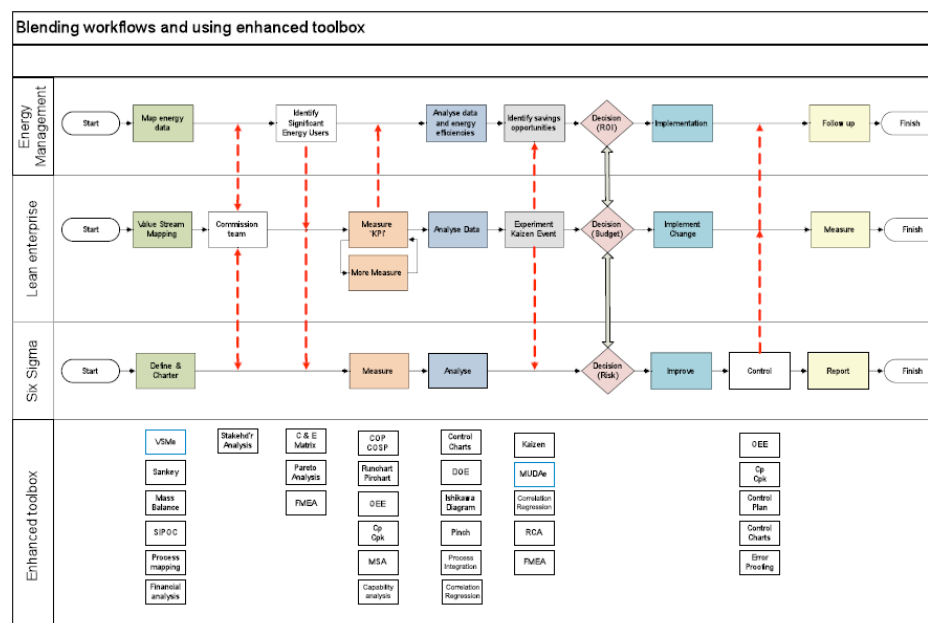 Blending workflows and using enhanced toolbox
Energy
Management
Start
Map energy
data
Identify
Significant
Energy Users
Analyse data
and energy
efficiencies
Identify savings
opportunities
Decision
(ROI)
Implementation
Follow up
Finish
Lean enterprise
Start
Value Stream
Mapping
Commission
team
Measure
'KPI'
More Measure
Analyse Data
Experiment
Kaizen Event
Decision
(Budget)
Implement
Change
Measure
Finish
Six Sigma
Start
Define &
Charter
Measure
Analyse
Decision
(Risk)
Improve
Control
Report
Finish
Enhanced toolbox
VSMe
Sankey
Mass
Balance
SIPOC
Process
mapping
Financial
analysis
Stakehd'r
Analysis
C & E
Matrix
Pareto
Analysis
FMEA
COP
COSP
Runchart
Pirchart
OEE
Cp
Cpk
MSA
Capability
analysis
Control
Charts
DOE
Ishikawa
Diagram
Pinch
Process
Integration
Correlation
Regression
Kaizen
MUDAe
Correlation
Regression
RCA
FMEA
OEE
Cp
Cpk
Control
Plan
Control
Charts
Error
Proofing